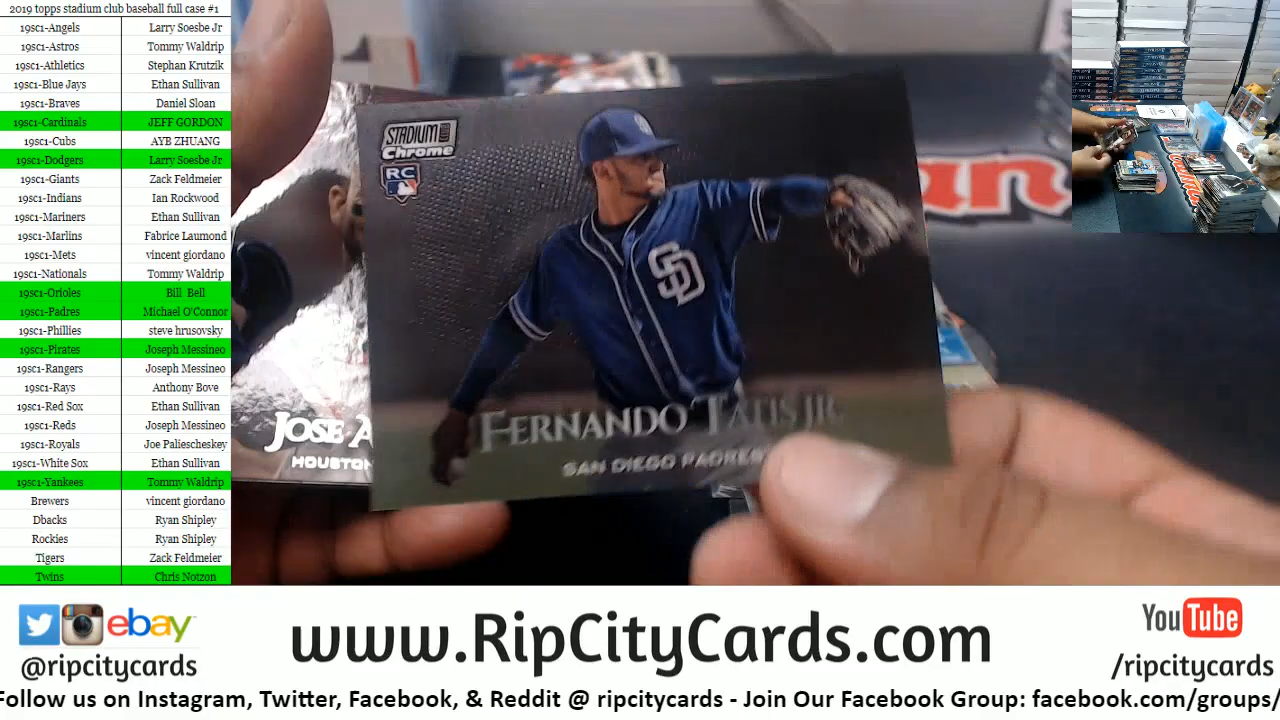 2019 topps stadium club baseball full case #1
19sc1-Angels Larry Soesbe Jr
19sc1-Astros Tommy Waldrip
19sc1-Athletics Stephan Krutzik
19sc1-Blue Jays Ethan Sullivan
19sc1-Braves Daniel Sloan
19sc1-Cardinals JEFF GORDON
19sc1-Cubs AYB ZHUANG
19sc1-Dodgers Larry Soesbe Jr
19sc1-Giants Zack Feldmeier
19sc1-Indians Ian Rockwood
19sc1-Mariners Ethan Sullivan
19sc1-Marlins Fabrice Laumond
19sc1-Mets vincent giordano
19sc1-Nationals Tommy Waldrip
19sc1-Orioles Bill Bell
19sc1-Padres Michael O'Connor
19sc1-Phillies steve hrusovsky
19sc1-Pirates Joseph Messineo
19sc1-Rangers Joseph Messineo
19sc1-Rays Anthony Bove
19sc1-Red Sox Ethan Sullivan
19sc1-Reds Joseph Messineo
19sc1-Royals Joe Paliescheskey
19sc1-White Sox Ethan Sullivan
19sc1-Yankees Tommy Waldrip
Brewers vincent giordano
Dbacks Ryan Shipley
Rockies Ryan Shipley
Tigers Zack Feldmeier
Twins Chris Notzon
STADIUM
Chrome
RC
SD
FERNANDO TATIS JR.
SAN DIEGO PADRES
JOSE A
HOUSTON
an
ebay
@ripcitycards
www.RipCityCards.com
YouTube
/ripcitycards
Follow us on Instagram, Twitter, Facebook, & Reddit @ ripcitycards - Join Our Facebook Group: facebook.com/groups/